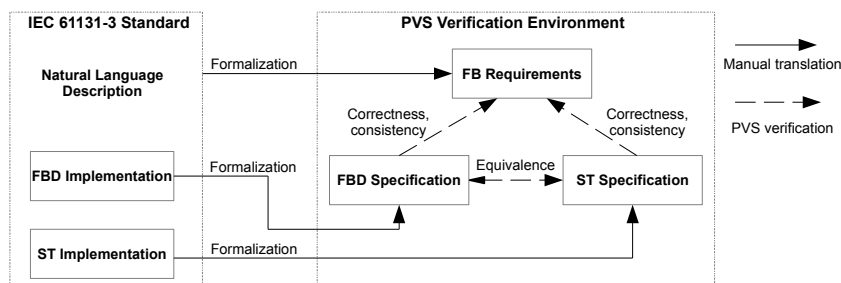 IEC 61131-3 Standard
PVS Verification Environment
Natural Language
Description
Formalization
FB Requirements
Manual translation
Correctness,
consistency
Correctness,
consistency
PVS verification
FBD Implementation
Formalization
FBD Specification
Equivalence
ST Specification
ST Implementation
Formalization